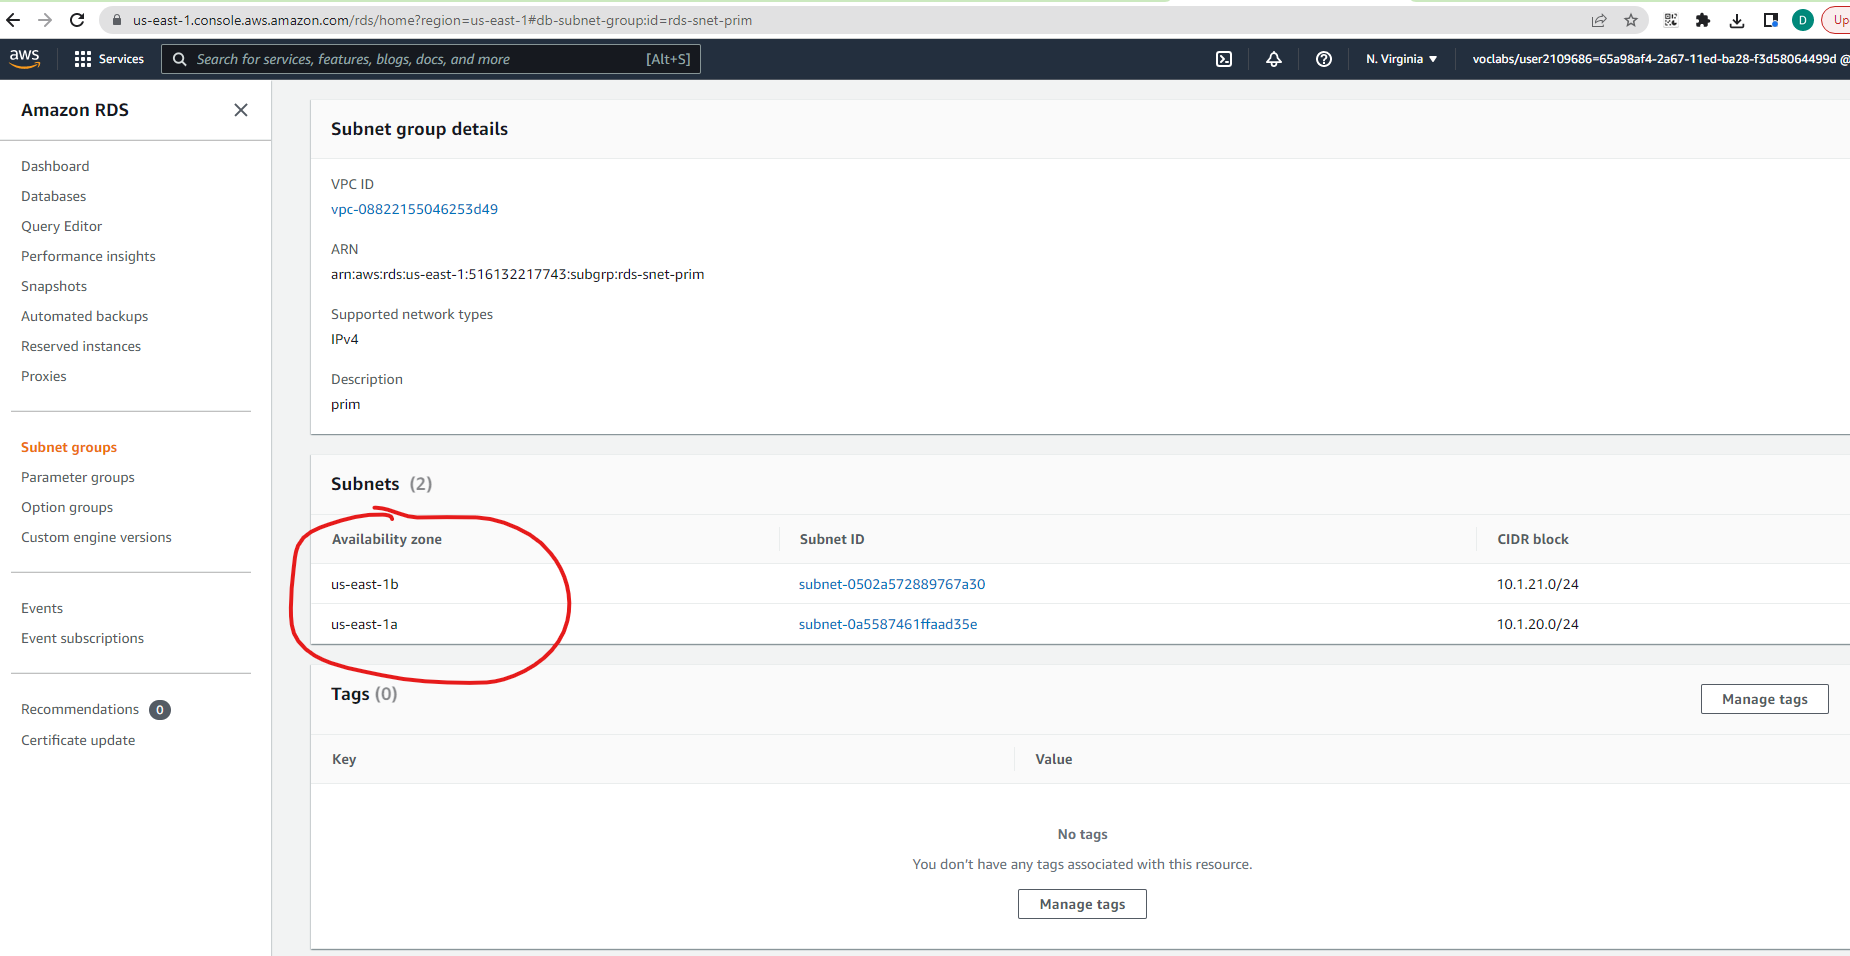 us-east-1.console.aws.amazon.com/rds/home?region=us-east-1#db-subnet-group:id=rds-snet-prim
D
Up
aws
Services
Search for services, features, blogs, docs, and more
[Alt+S]
N. Virginia
voclabs/user2109686=65a98af4-2a67-11ed-ba28-f3d58064499d @
Amazon RDS
Dashboard
Databases
Query Editor
Performance insights
Snapshots
Automated backups
Reserved instances
Proxies
Subnet groups
Parameter groups
Option groups
Custom engine versions
Events
Event subscriptions
Recommendations 0
Certificate update
Subnet group details
VPC ID
vpc-08822155046253d49
ARN
arn:aws:rds:us-east-1:516132217743:subgrp:rds-snet-prim
Supported network types
IPv4
Description
prim
Subnets (2)
Availability zone Subnet ID CIDR block
us-east-1b subnet-0502a572889767a30 10.1.21.0/24
us-east-1a subnet-0a5587461ffaad35e 10.1.20.0/24
Tags (0)
Manage tags
Key Value
No tags
You don't have any tags associated with this resource.
Manage tags